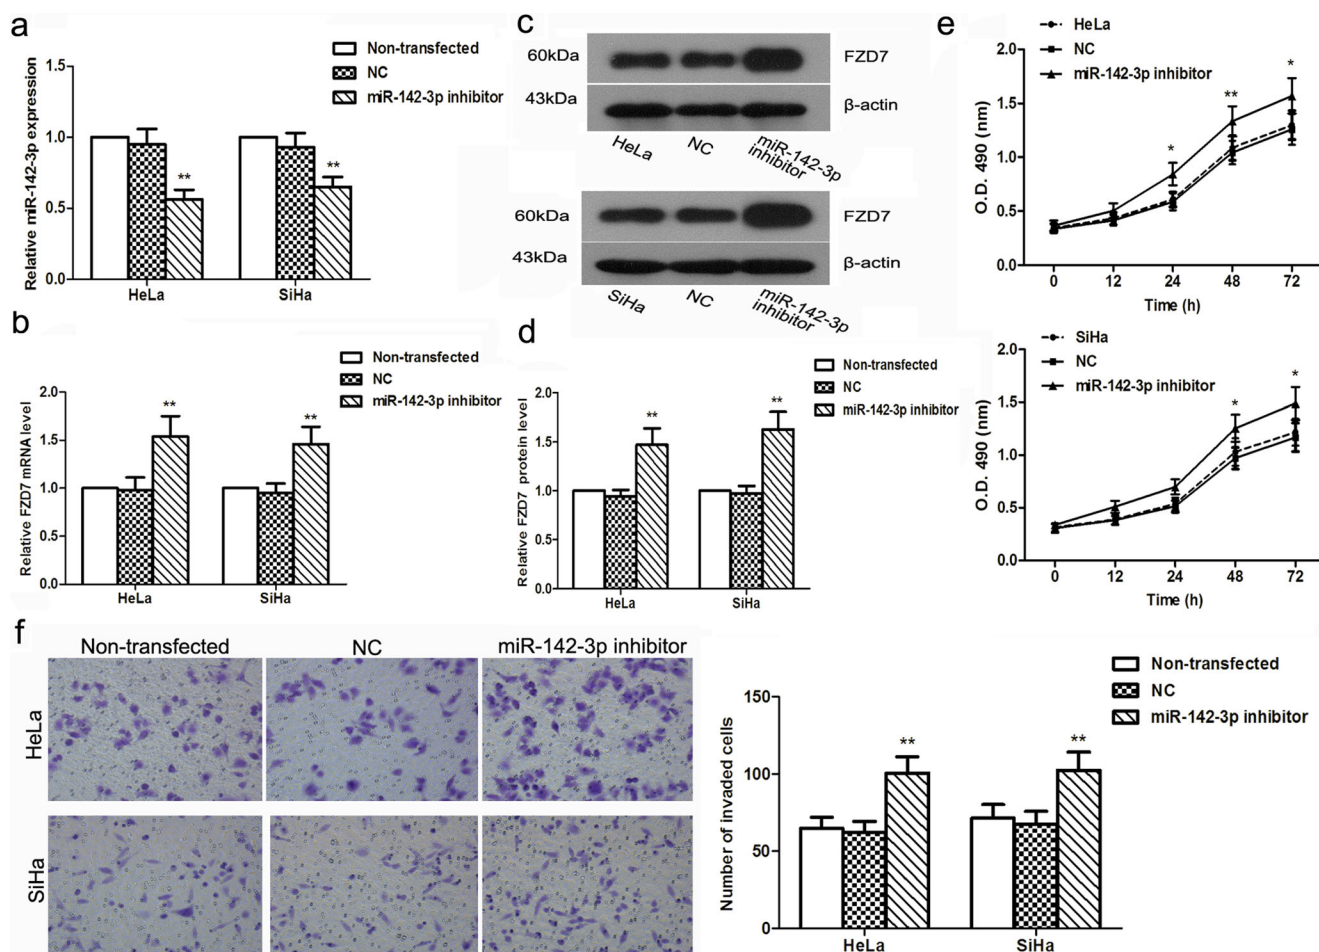 a
Non-transfected
NC
miR-142-3p inhibitor
Relative miR-142-3p expression
1.5
1.0
0.5
0.0
**
**
HeLa
SiHa
b
Non-transfected
NC
miR-142-3p inhibitor
Relative FZD7 mRNA level
2.0
1.5
1.0
0.5
0.0
**
**
HeLa
SiHa
c
60kDa
FZD7
43kDa
β-actin
HeLa
NC
miR-142-3p
inhibitor
60kDa
FZD7
43kDa
β-actin
SiHa
NC
miR-142-3p
inhibitor
d
Non-transfected
NC
miR-142-3p inhibitor
Relative FZD7 protein level
2.0
1.5
1.0
0.5
0.0
**
**
HeLa
SiHa
e
HeLa
NC
miR-142-3p inhibitor
O.D. 490 (nm)
2.0
1.5
1.0
0.5
0.0
*
**
*
0 12 24 48 72
Time (h)
SiHa
NC
miR-142-3p inhibitor
O.D. 490 (nm)
2.0
1.5
1.0
0.5
0.0
*
*
0 12 24 48 72
Time (h)
f
Non-transfected
NC
miR-142-3p inhibitor
HeLa
SiHa
Non-transfected
NC
miR-142-3p inhibitor
Number of invaded cells
150
100
50
0
**
**
HeLa
SiHa